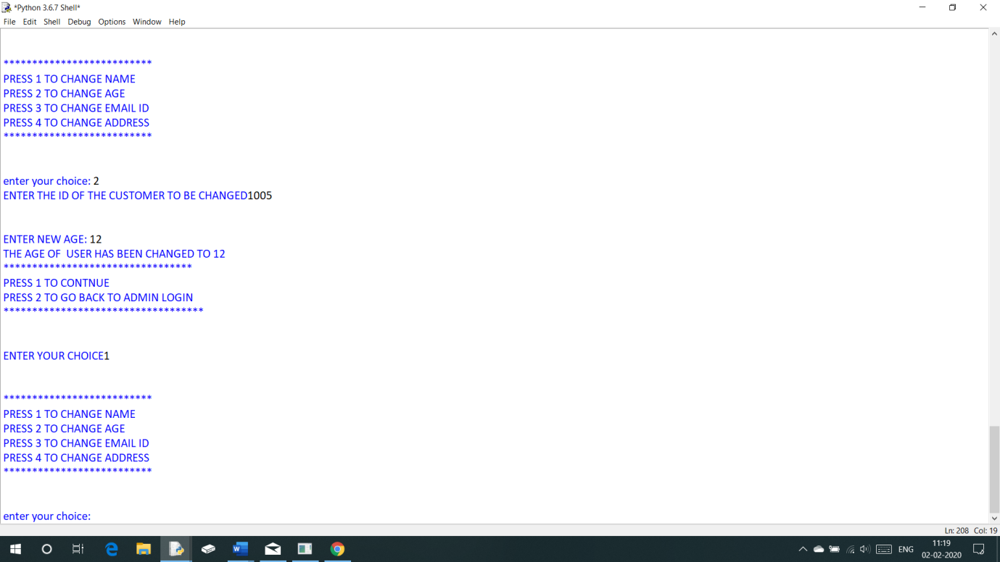 *Python 3.6.7 Shell*
File Edit Shell Debug Options Window Help
**************************
PRESS 1 TO CHANGE NAME
PRESS 2 TO CHANGE AGE
PRESS 3 TO CHANGE EMAIL ID
PRESS 4 TO CHANGE ADDRESS
**************************
enter your choice: 2
ENTER THE ID OF THE CUSTOMER TO BE CHANGED1005
ENTER NEW AGE: 12
THE AGE OF  USER HAS BEEN CHANGED TO 12
*********************************
PRESS 1 TO CONTNUE
PRESS 2 TO GO BACK TO ADMIN LOGIN
***********************************
ENTER YOUR CHOICE1
**************************
PRESS 1 TO CHANGE NAME
PRESS 2 TO CHANGE AGE
PRESS 3 TO CHANGE EMAIL ID
PRESS 4 TO CHANGE ADDRESS
**************************
enter your choice:
Ln: 208 Col: 19
ENG
11:19
02-02-2020